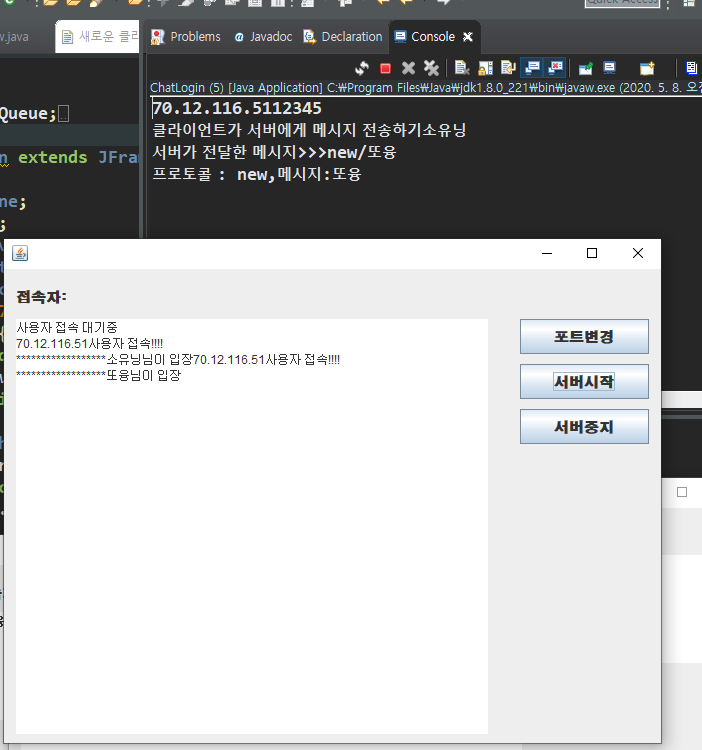 Quick Access
w.java
새로운 클라
Problems
Javadoc
Declaration
Console
ChatLogin (5) [Java Application] C:₩Program Files₩Java₩jdk1.8.0_221₩bin₩javaw.exe (2020. 5. 8. 오전
70.12.116.5112345
클라이언트가 서버에게 메시지 전송하기소유닝
서버가 전달한 메시지>>>new/또융
프로토콜 : new,메시지:또융
Queue;
n extends JFra
ne;
;
접속자:
사용자 접속 대기중
70.12.116.51사용자 접속!!!!
******************소유닝님이 입장70.12.116.51사용자 접속!!!!
******************또융님이 입장
포트변경
서버시작
서버중지